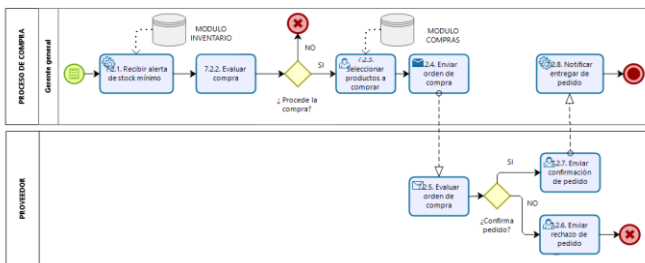 PROCESO DE COMPRA
Gerente general
MODULO
INVENTARIO
7.2.1. Recibir alerta
de stock mínimo
7.2.2. Evaluar
compra
NO
SI
¿Procede la
compra?
MODULO
COMPRAS
7.2.3.
Seleccionar
productos a
comprar
7.2.4. Enviar
orden de
compra
7.2.8. Notificar
entregar de
pedido
PROVEEDOR
7.2.5. Evaluar
orden de
compra
¿Confirma
pedido?
SI
NO
7.2.7. Enviar
confirmación
de pedido
7.2.6. Enviar
rechazo de
pedido